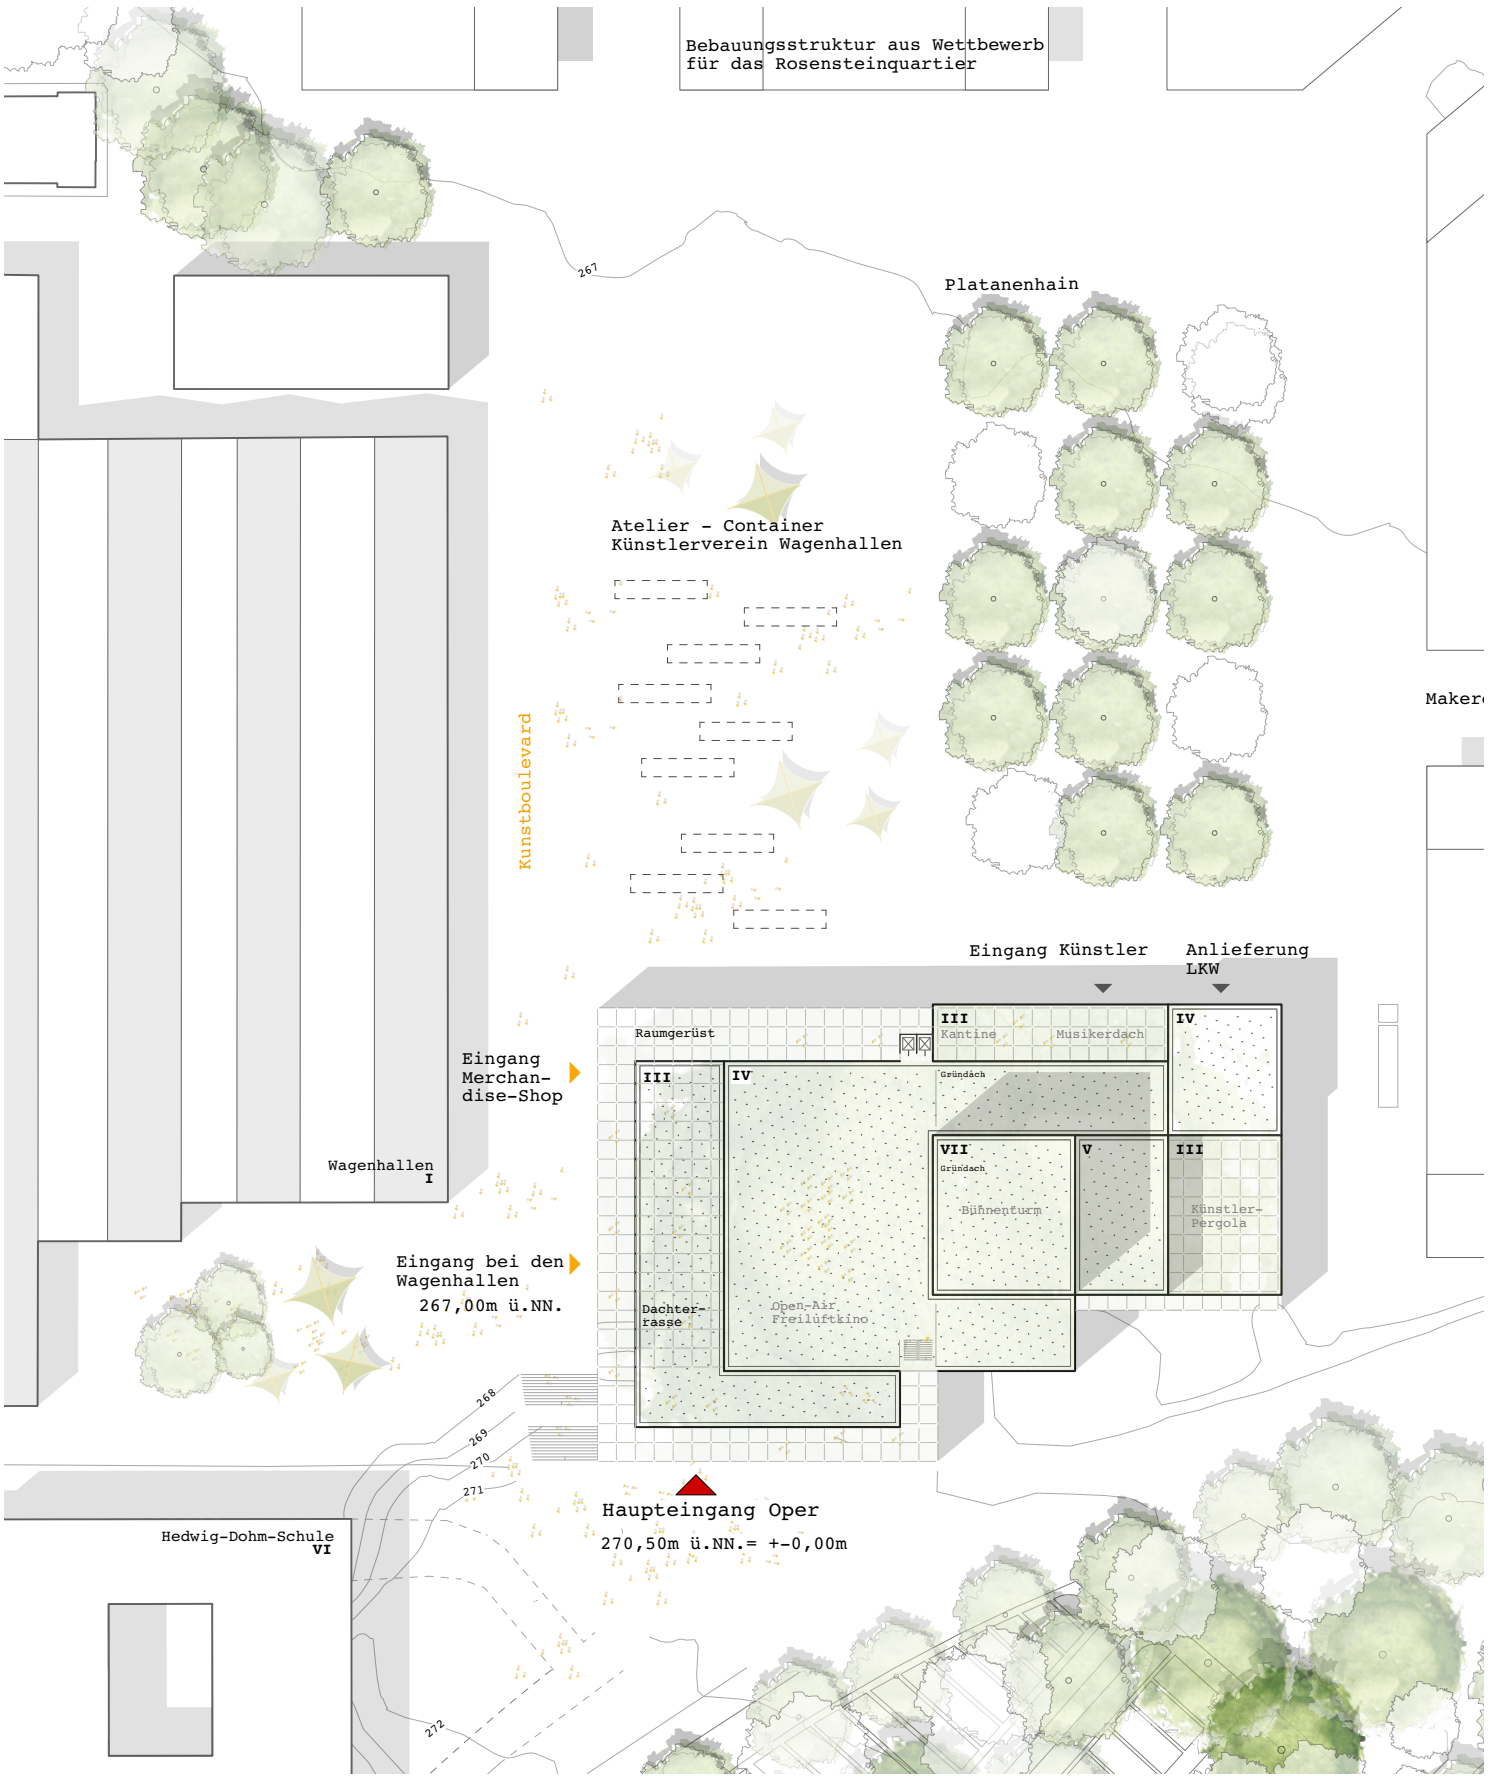 Bebauungsstruktur aus Wettbewerb
für das Rosensteinquartier
267
Platanenhain
Atelier - Container
Künstlerverein Wagenhallen
Kunstboulevard
Eingang Künstler
Anlieferung
LKW
Raumgerüst
III
Kantine
Musikerdach
IV
Eingang
Merchan-
dise-Shop
III
IV
Gründach
VII
Gründach
V
III
Wagenhallen
I
Bühnenturm
Künstler-
Pergola
Eingang bei den
Wagenhallen
267,00m ü.NN.
Dachter-
rasse
Open-Air
Freiluftkino
268
269
270
271
Haupteingang Oper
270,50m ü.NN.= +-0,00m
Hedwig-Dohm-Schule
VI
272